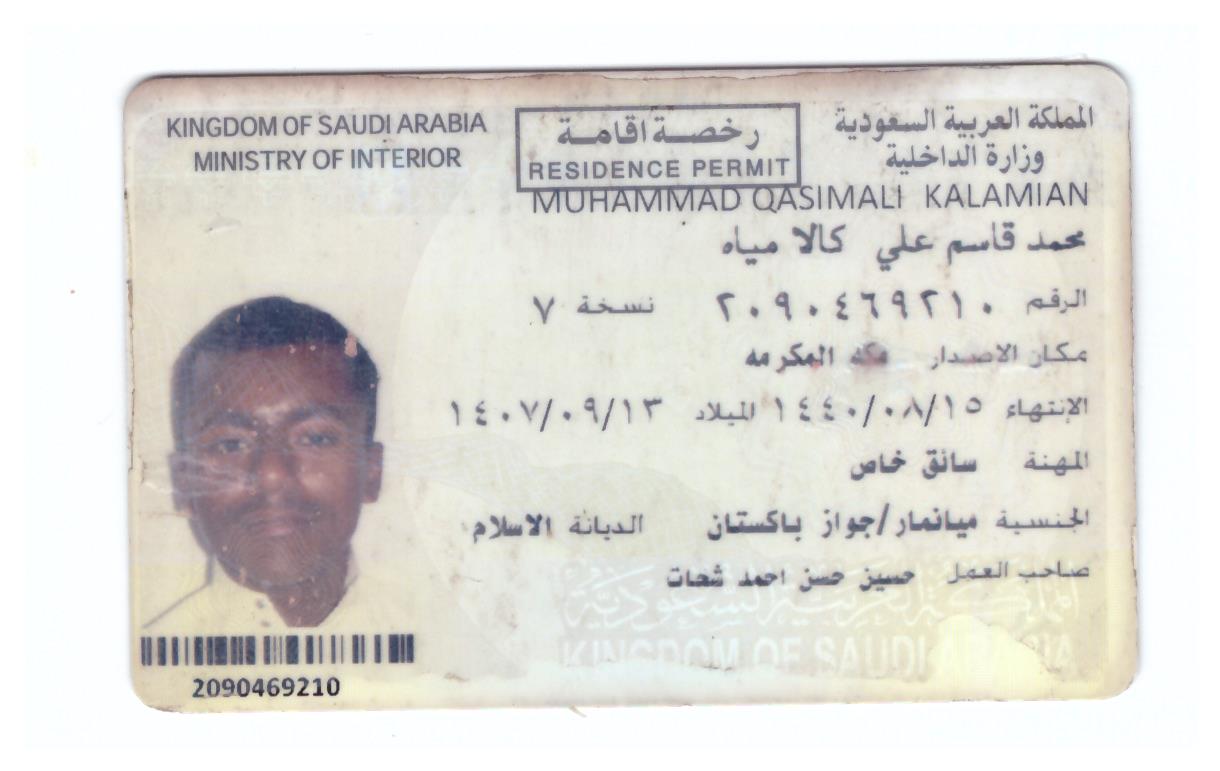 KINGDOM OF SAUDI ARABIA
MINISTRY OF INTERIOR
رخصة اقامة
RESIDENCE PERMIT
المملكة العربية السعودية
وزارة الداخلية
MUHAMMAD QASIMALI KALAMIAN
محمد قاسم علي كالا مياه
الرقم ٢٠٩٠٤٦٩٢١٠ نسخة ٧
مكان الاصدار مكه المكرمه
الإنتهاء ١٤٤٠/٠٨/١٥ الميلاد ١٤٠٧/٠٩/١٣
المهنة سائق خاص
الجنسية ميانمار/جواز باكستان الديانة الاسلام
صاحب العمل حسين حسن احمد شحات
المملكة العربية السعودية
KINGDOM OF SAUDI ARABIA
2090469210